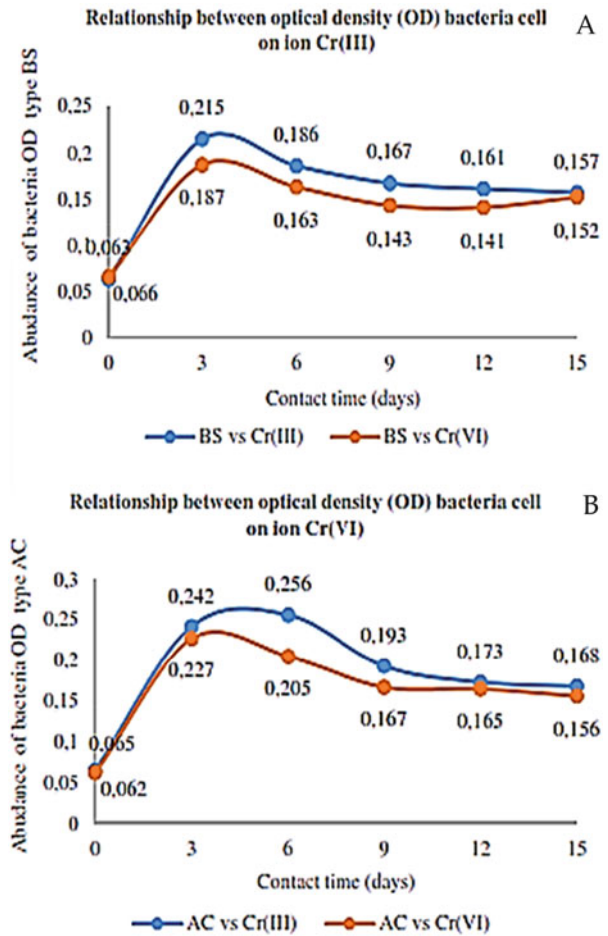 Relationship between optical density (OD) bacteria cell
on ion Cr(III)
A
Abudance of bacteria OD type BS
0,25
0,2
0,15
0,1
0,05
0
0,063
0,066
0,215
0,187
0,186
0,163
0,167
0,143
0,161
0,141
0,157
0,152
0 3 6 9 12 15
Contact time (days)
BS vs Cr(III) BS vs Cr(VI)
Relationship between optical density (OD) bacteria cell
on ion Cr(VI)
B
Abudance of bacteria OD type AC
0,3
0,25
0,2
0,15
0,1
0,05
0
0,065
0,062
0,242
0,227
0,256
0,205
0,193
0,167
0,173
0,165
0,168
0,156
0 3 6 9 12 15
Contact time (days)
AC vs Cr(III) AC vs Cr(VI)